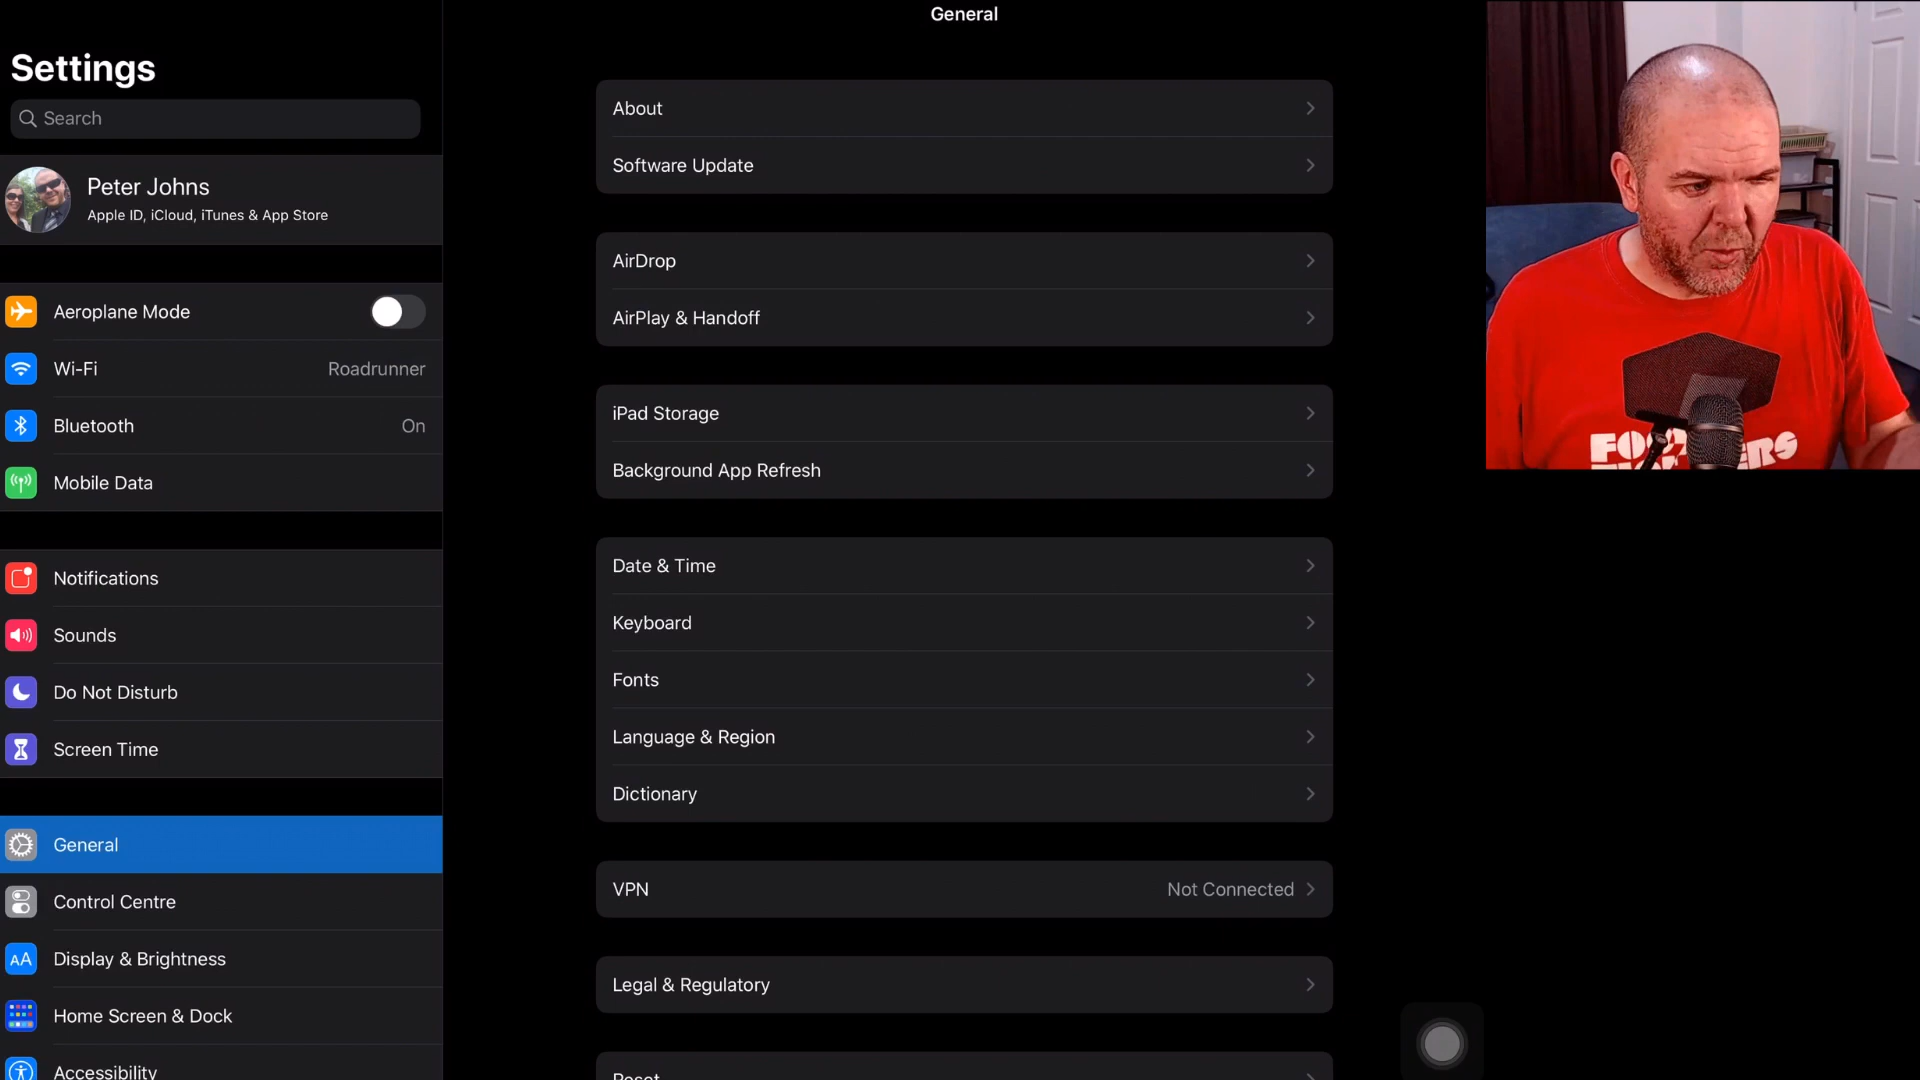 General
Settings
Search
Peter Johns
Apple ID, iCloud, iTunes & App Store
Aeroplane Mode
Wi-Fi Roadrunner
Bluetooth On
Mobile Data
Notifications
Sounds
Do Not Disturb
Screen Time
General
Control Centre
AA Display & Brightness
Home Screen & Dock
Accessibility
About
Software Update
AirDrop
AirPlay & Handoff
iPad Storage
Background App Refresh
Date & Time
Keyboard
Fonts
Language & Region
Dictionary
VPN Not Connected
Legal & Regulatory
Reset